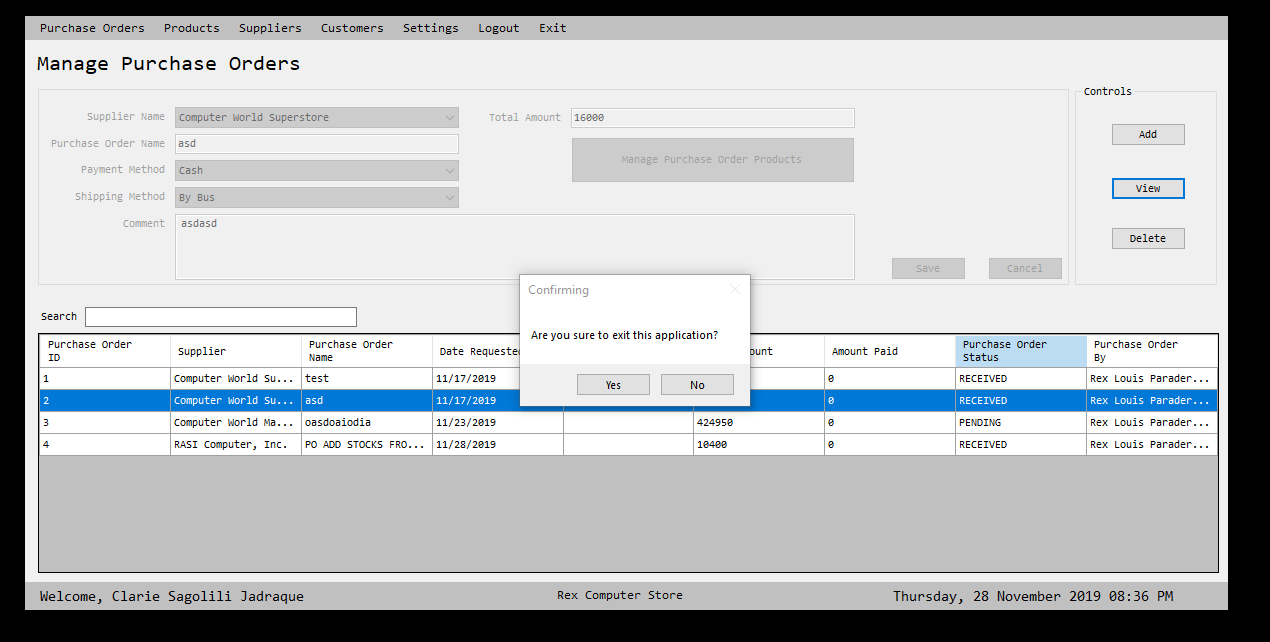 Purchase Orders Products Suppliers Customers Settings Logout Exit
Manage Purchase Orders
Controls
Supplier Name Computer World Superstore Total Amount 16000
Purchase Order Name asd
Manage Purchase Order Products
Payment Method Cash
Shipping Method By Bus
Comment asdasd
Add
View
Delete
Save Cancel
Confirming
Are you sure to exit this application?
Yes No
Search
Purchase Order ID Supplier Purchase Order Name Date Requested Amount Paid Purchase Order Status Purchase Order By
1 Computer World Su... test 11/17/2019 0 RECEIVED Rex Louis Parader...
2 Computer World Su... asd 11/17/2019 0 RECEIVED Rex Louis Parader...
3 Computer World Ma... oasdoaiodia 11/23/2019 424950 0 PENDING Rex Louis Parader...
4 RASI Computer, Inc. PO ADD STOCKS FRO... 11/28/2019 10400 0 RECEIVED Rex Louis Parader...
Welcome, Clarie Sagolili Jadraque Rex Computer Store Thursday, 28 November 2019 08:36 PM